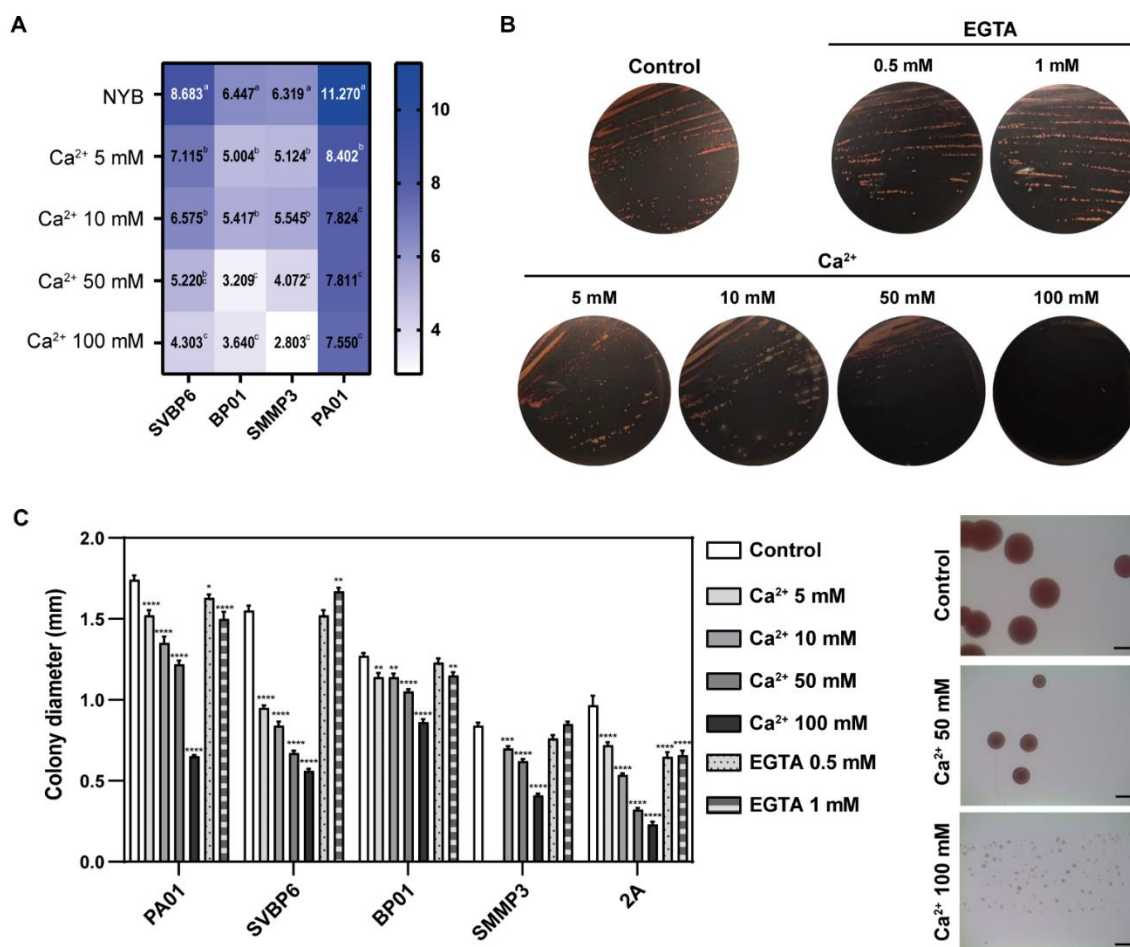 A
NYB 8.683ᵃ 6.447ᵃ 6.319ᵃ 11.270ᵃ
Ca²⁺ 5 mM 7.115ᵇ 5.004ᵇ 5.124ᵇ 8.402ᵇ
Ca²⁺ 10 mM 6.575ᵇ 5.417ᵇ 5.545ᵇ 7.824ᶜ
Ca²⁺ 50 mM 5.220ᵇᶜ 3.209ᶜ 4.072ᶜ 7.811ᶜ
Ca²⁺ 100 mM 4.303ᶜ 3.640ᶜ 2.803ᶜ 7.550ᶜ
SVBP6 BP01 SMMP3 PA01
10
8
6
4
B
EGTA
Control 0.5 mM 1 mM
Ca²⁺
5 mM 10 mM 50 mM 100 mM
C
Colony diameter (mm)
2.0
1.5
1.0
0.5
0.0
**** **** **** **** * ****
**** **** **** **** **
** ** **** **** **
*** **** ****
**** **** **** **** **** ****
PA01 SVBP6 BP01 SMMP3 2A
Control
Ca²⁺ 5 mM
Ca²⁺ 10 mM
Ca²⁺ 50 mM
Ca²⁺ 100 mM
EGTA 0.5 mM
EGTA 1 mM
Control
Ca²⁺ 50 mM
Ca²⁺ 100 mM